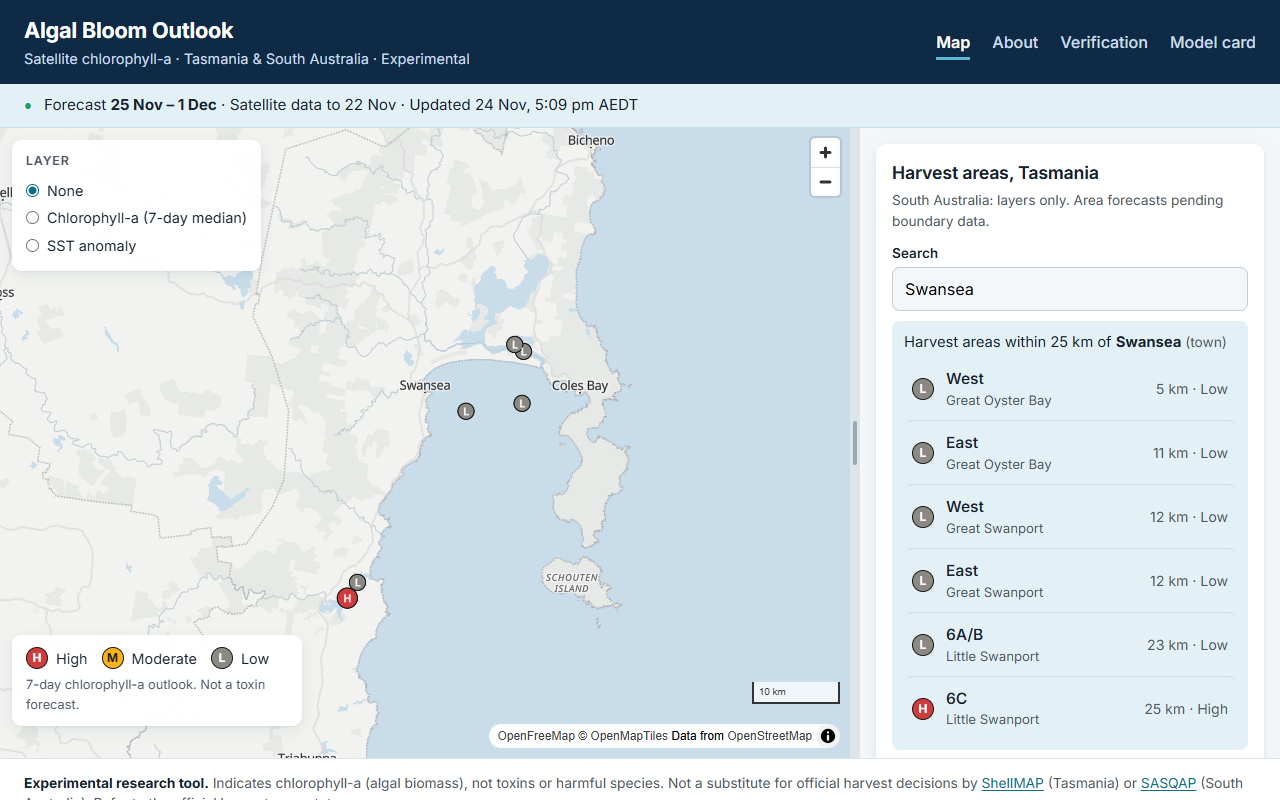 Algal Bloom Outlook
Satellite chlorophyll-a · Tasmania & South Australia · Experimental
Map About Verification Model card
Forecast 25 Nov – 1 Dec · Satellite data to 22 Nov · Updated 24 Nov, 5:09 pm AEDT
LAYER
None
Chlorophyll-a (7-day median)
SST anomaly
Bicheno
+
−
ell
oss
L
L
Swansea
Coles Bay
L
L
SCHOUTEN
ISLAND
L
H
H High M Moderate L Low
7-day chlorophyll-a outlook. Not a toxin
forecast.
10 km
OpenFreeMap © OpenMapTiles Data from OpenStreetMap
Harvest areas, Tasmania
South Australia: layers only. Area forecasts pending
boundary data.
Search
Swansea
Harvest areas within 25 km of Swansea (town)
L West 5 km · Low
Great Oyster Bay
L East 11 km · Low
Great Oyster Bay
L West 12 km · Low
Great Swanport
L East 12 km · Low
Great Swanport
L 6A/B 23 km · Low
Little Swanport
H 6C 25 km · High
Little Swanport
Experimental research tool. Indicates chlorophyll-a (algal biomass), not toxins or harmful species. Not a substitute for official harvest decisions by ShellMAP (Tasmania) or SASQAP (South